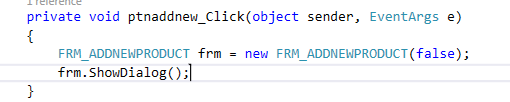 1 reference
private void ptnaddnew_Click(object sender, EventArgs e)
{
FRM_ADDNEWPRODUCT frm = new FRM_ADDNEWPRODUCT(false);
frm.ShowDialog();
}